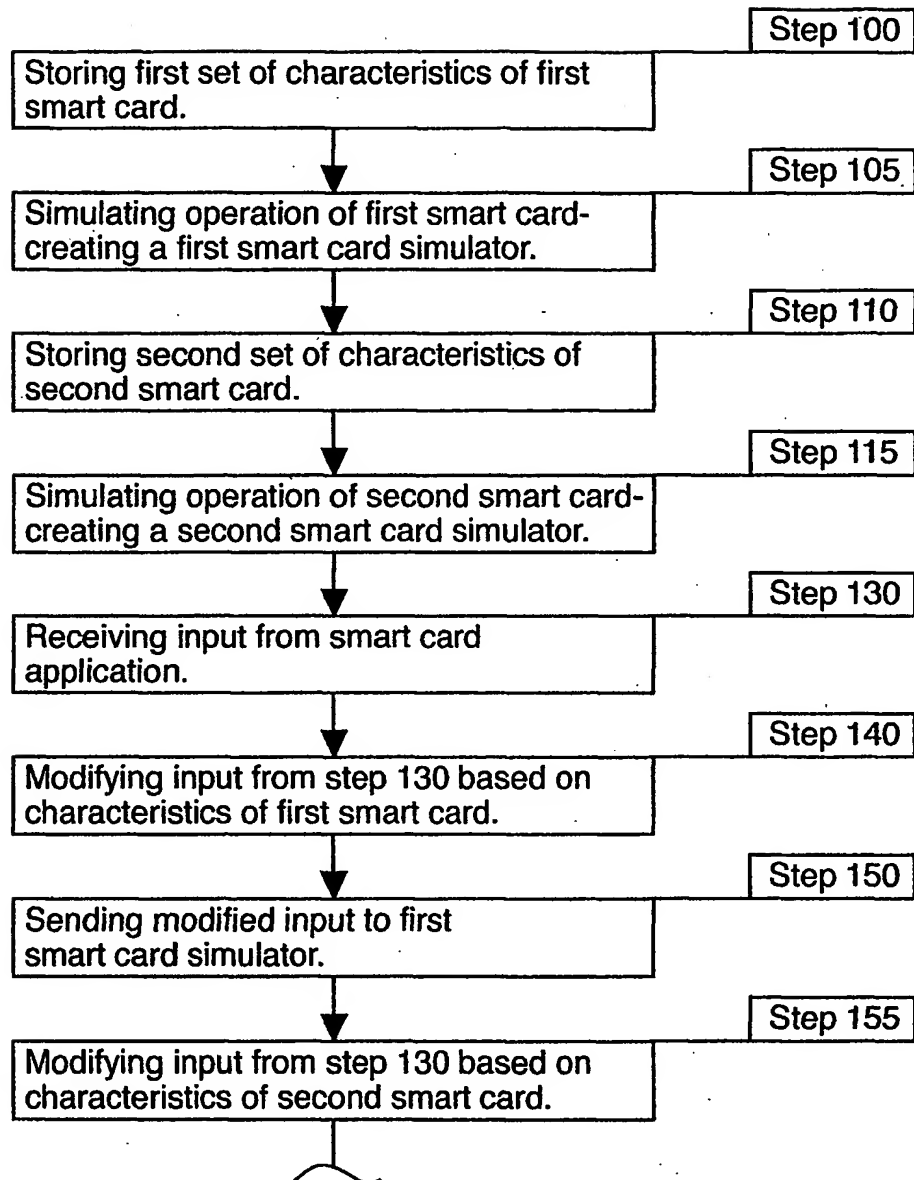 Step 100
Storing first set of characteristics of first
smart card.
Step 105
Simulating operation of first smart card-
creating a first smart card simulator.
Step 110
Storing second set of characteristics of
second smart card.
Step 115
Simulating operation of second smart card-
creating a second smart card simulator.
Step 130
Receiving input from smart card
application.
Step 140
Modifying input from step 130 based on
characteristics of first smart card.
Step 150
Sending modified input to first
smart card simulator.
Step 155
Modifying input from step 130 based on
characteristics of second smart card.